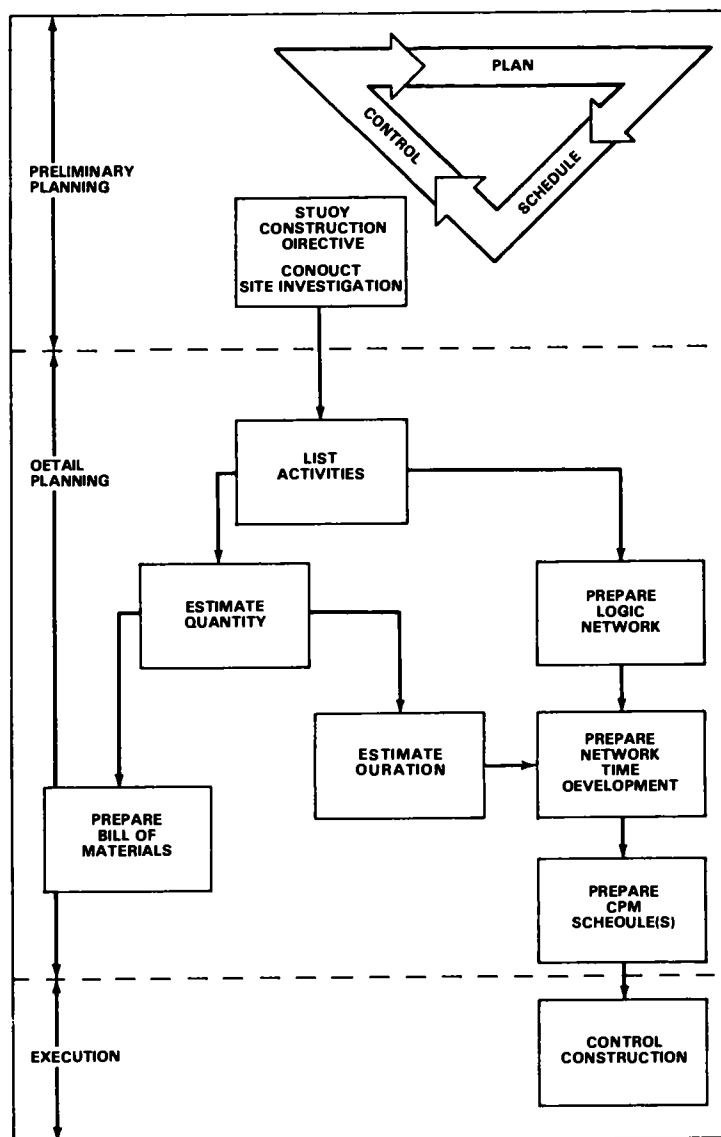 PLAN
CONTROL
SCHEDULE
PRELIMINARY
PLANNING
STUOY
CONSTRUCTION
OIRECTIVE
CONOUCT
SITE INVESTIGATION
LIST
ACTIVITIES
OETAIL
PLANNING
ESTIMATE
QUANTITY
PREPARE
LOGIC
NETWORK
ESTIMATE
OURATION
PREPARE
NETWORK
TIME
OEVELOPMENT
PREPARE
BILL OF
MATERIALS
PREPARE
CPM
SCHEOULE(S)
EXECUTION
CONTROL
CONSTRUCTION